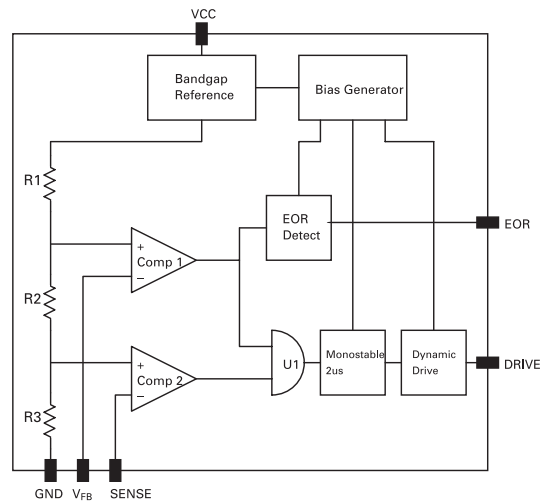 VCC
Bandgap
Reference
Bias Generator
R1
EOR
Detect
EOR
+
Comp 1
−
R2
U1
Monostable
2us
Dynamic
Drive
DRIVE
+
Comp 2
−
R3
GND
VFB
SENSE